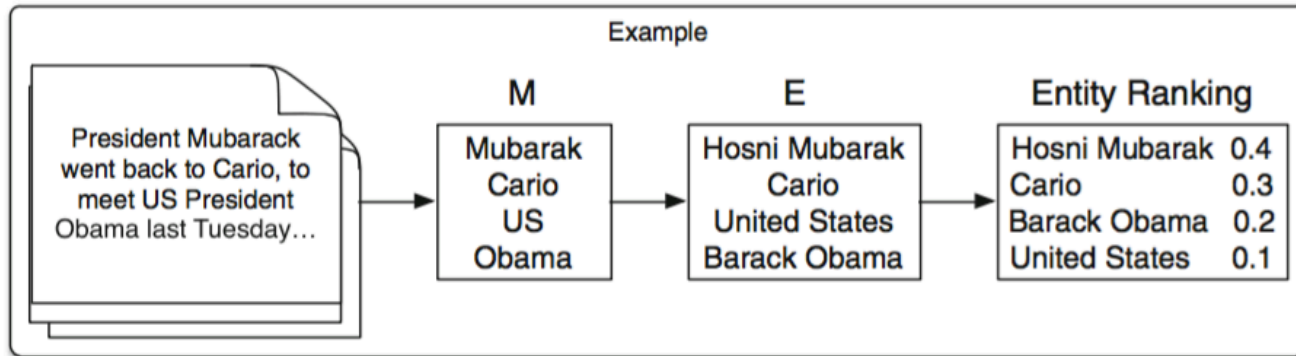 Example
President Mubarack
went back to Cario, to
meet US President
Obama last Tuesday...
M
Mubarak
Cario
US
Obama
E
Hosni Mubarak
Cario
United States
Barack Obama
Entity Ranking
Hosni Mubarak 0.4
Cario 0.3
Barack Obama 0.2
United States 0.1